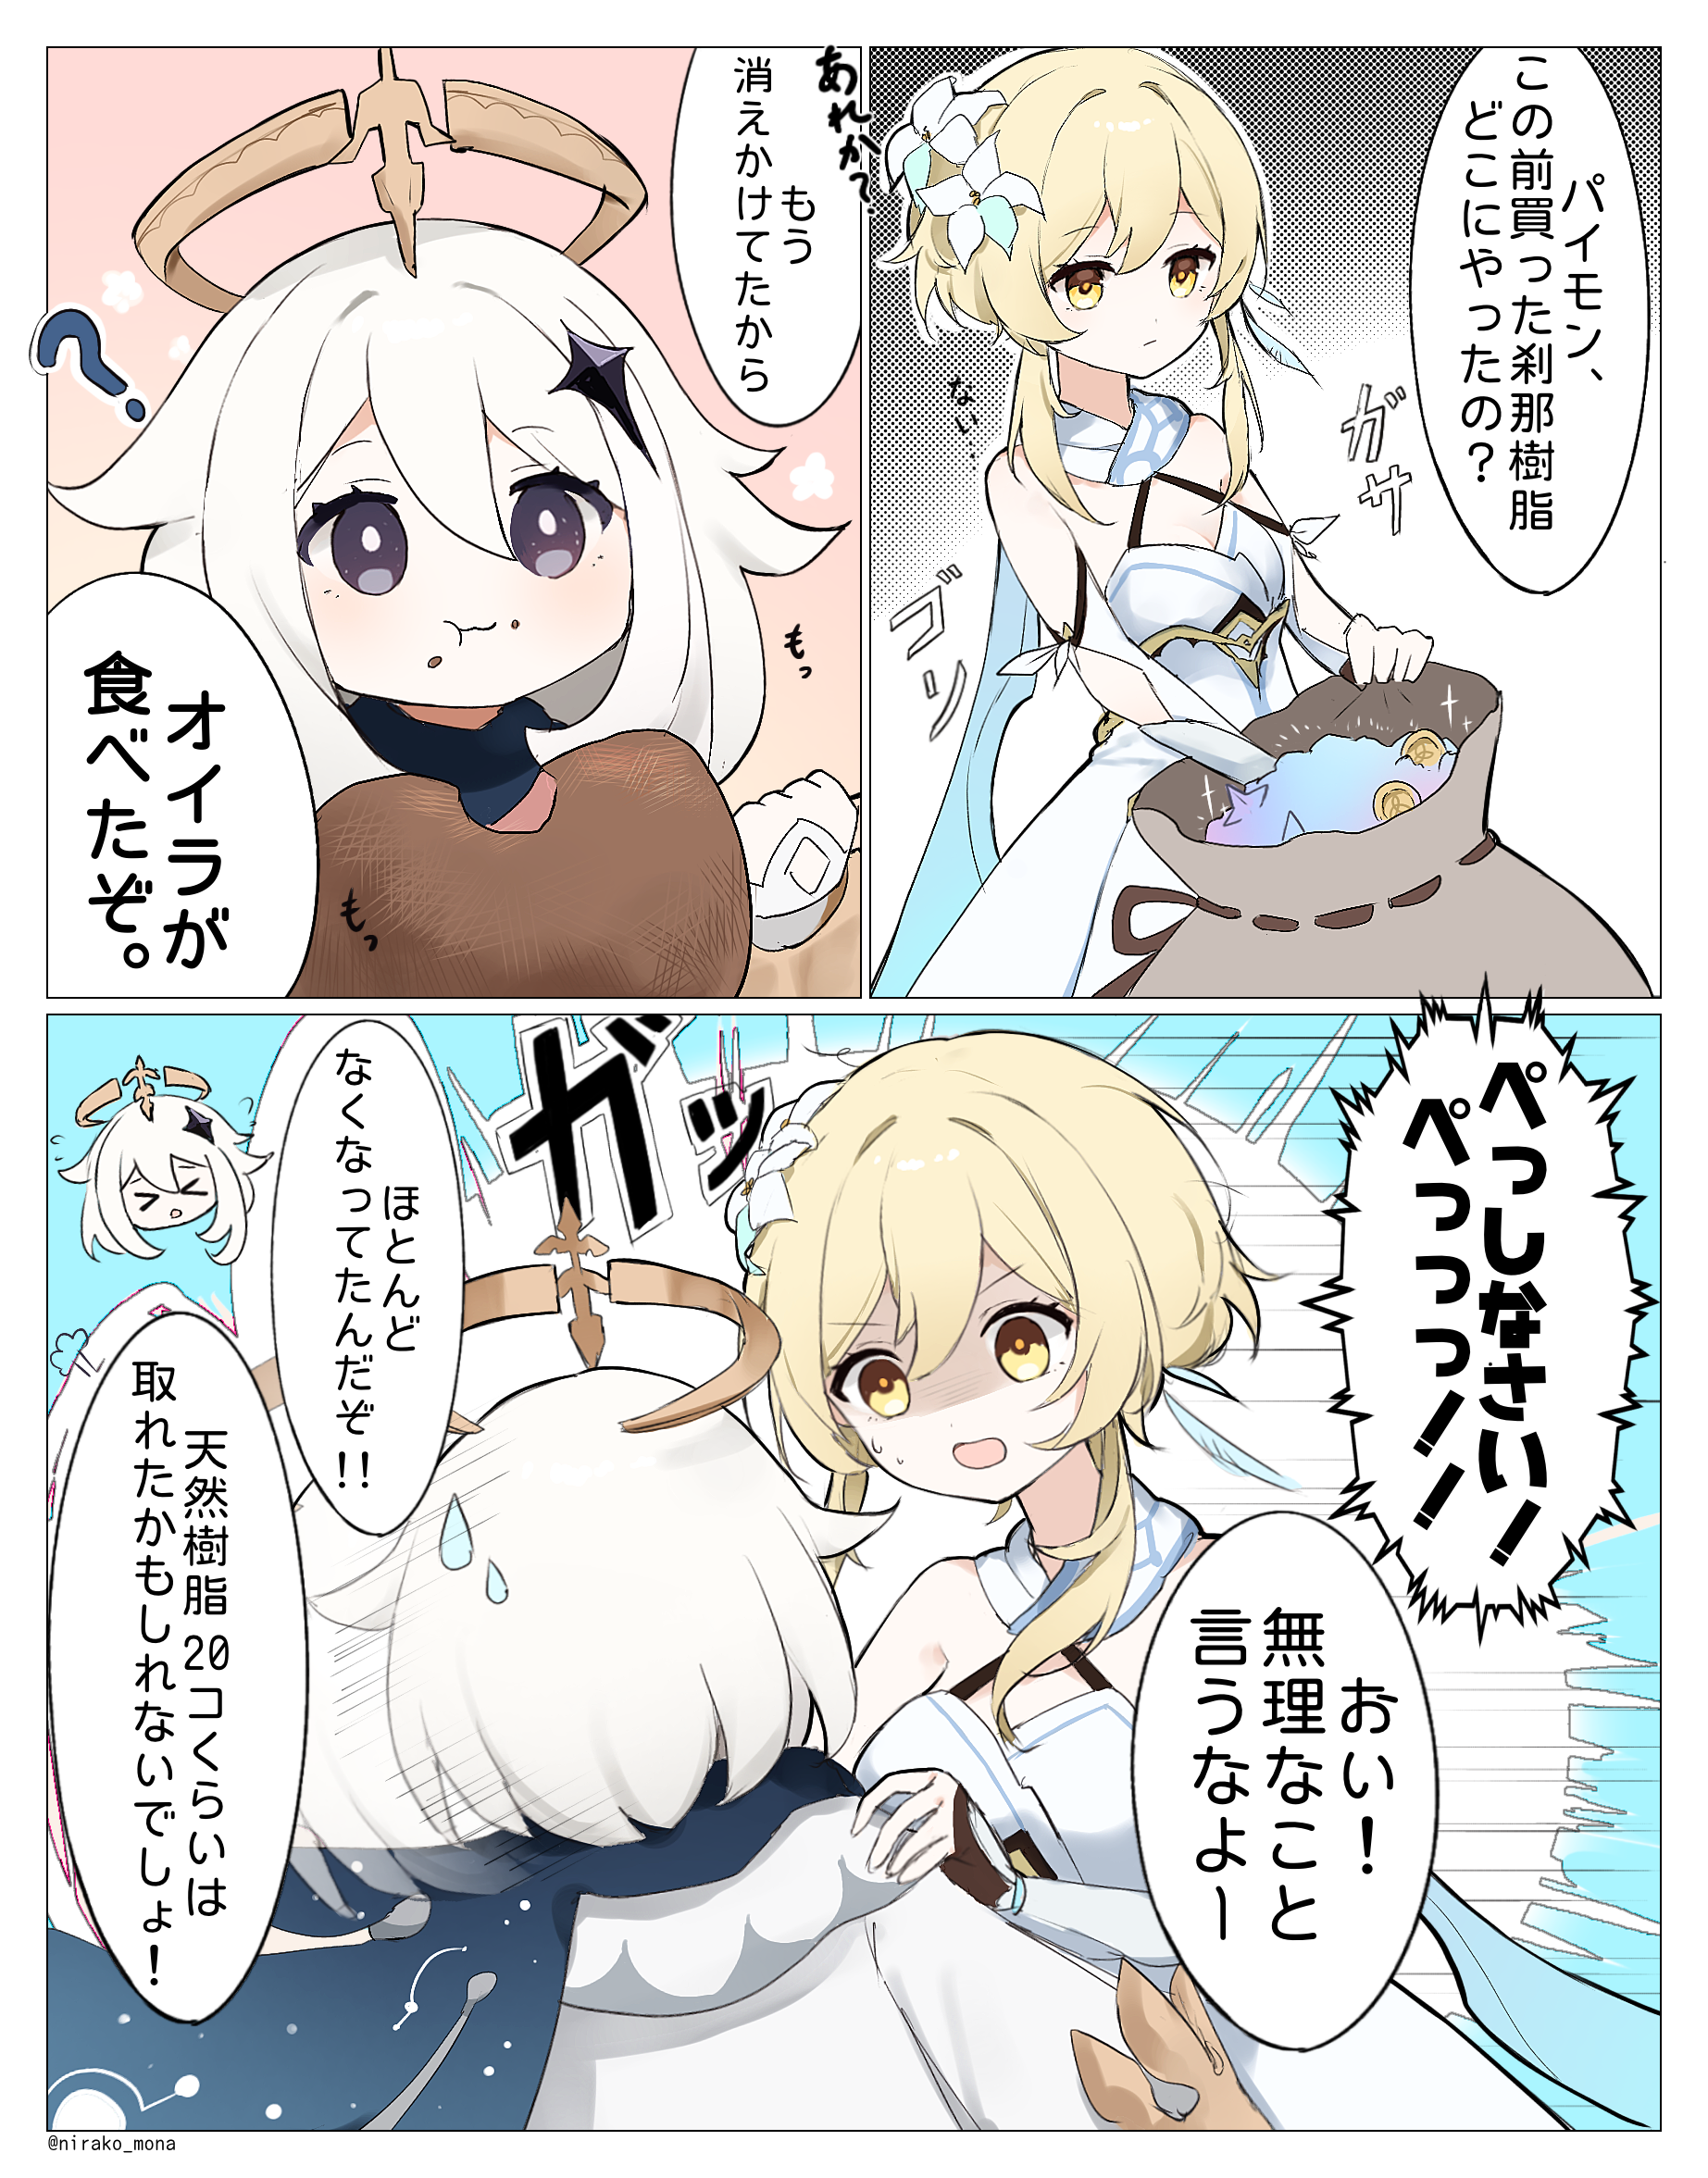 パイモン、
この前買った刹那樹脂
どこにやったの？
ガサ
ない…
ゴソ
あれか？
もう
消えかけてたから
もっ
もっ
オイラが
食べたぞ。
ぺっしなさい！
ぺっっっ！！
おい！
無理なこと
言うなよー
ガッ
ほとんど
なくなってたんだぞ!!
天然樹脂20コくらいは
取れたかもしれないでしょ！
@nirako_mona